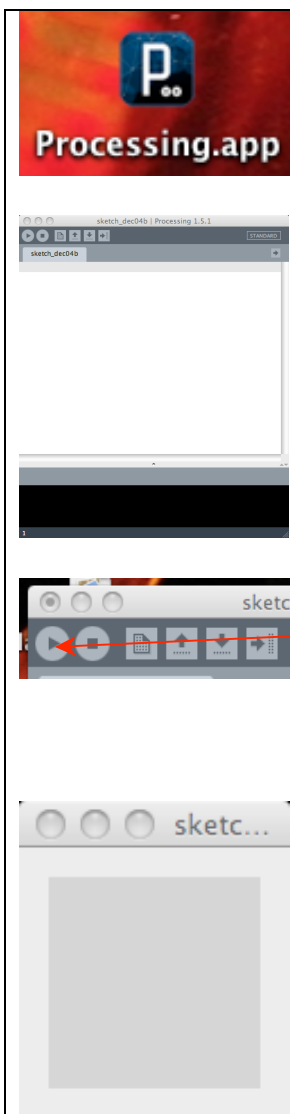 P
Processing.app
sketch_dec04b | Processing 1.5.1
STANDARD
sketch_dec04b
1
sketc
sketc...